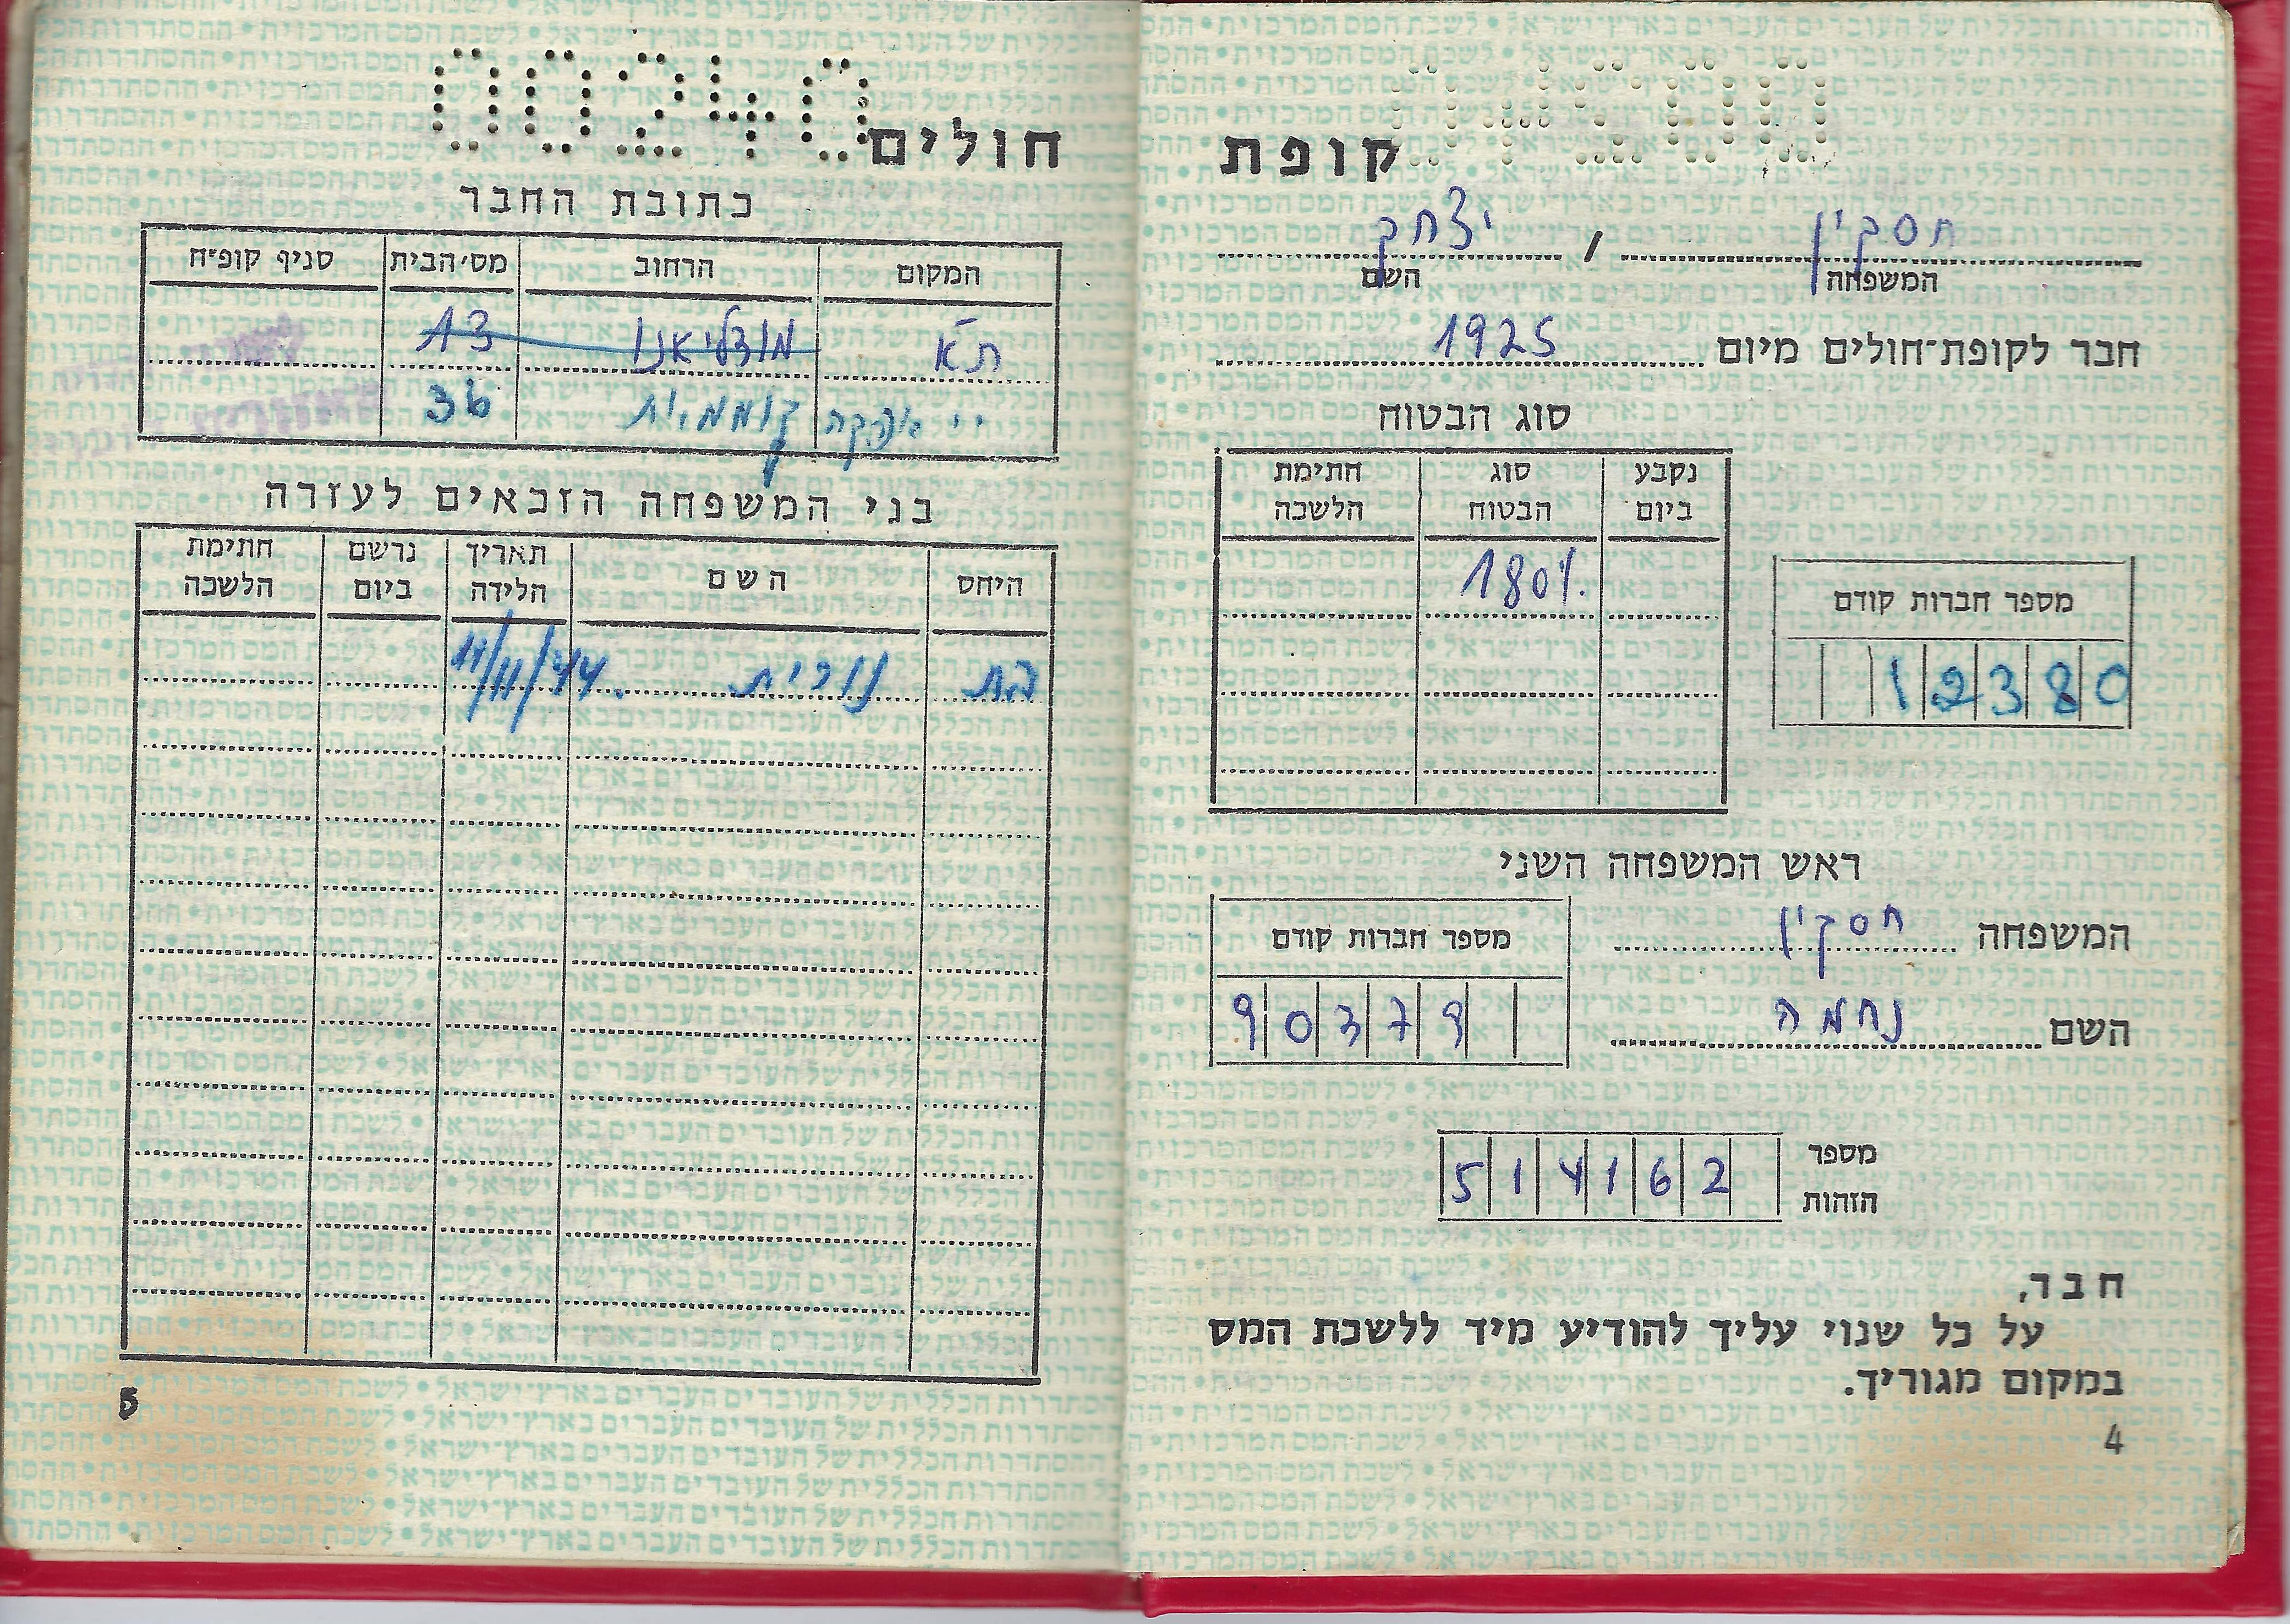 קופת
חסקין / יצחק
המשפחה השם
חבר לקופת־חולים מיום 1925
סוג הבטוח
נקבע ביום סוג הבטוח חתימת הלשכה
180%
מספר חברות קודם
12380
ראש המשפחה השני
המשפחה חסקין
השם נחמה
מספר חברות קודם
90379
מספר הזהות
514162
חבר,
על כל שנוי עליך להודיע מיד ללשכת המס
במקום מגוריך.
4
00240
חולים
כתובת החבר
המקום הרחוב מס׳ הבית סניף קופ״ח
ת״א מודליאנו 13
יי אפקה קוממיות 36
בני המשפחה הזכאים לעזרה
היחס השם תאריך הלידה נרשם ביום חתימת הלשכה
בת נורית 11/11/44.
5